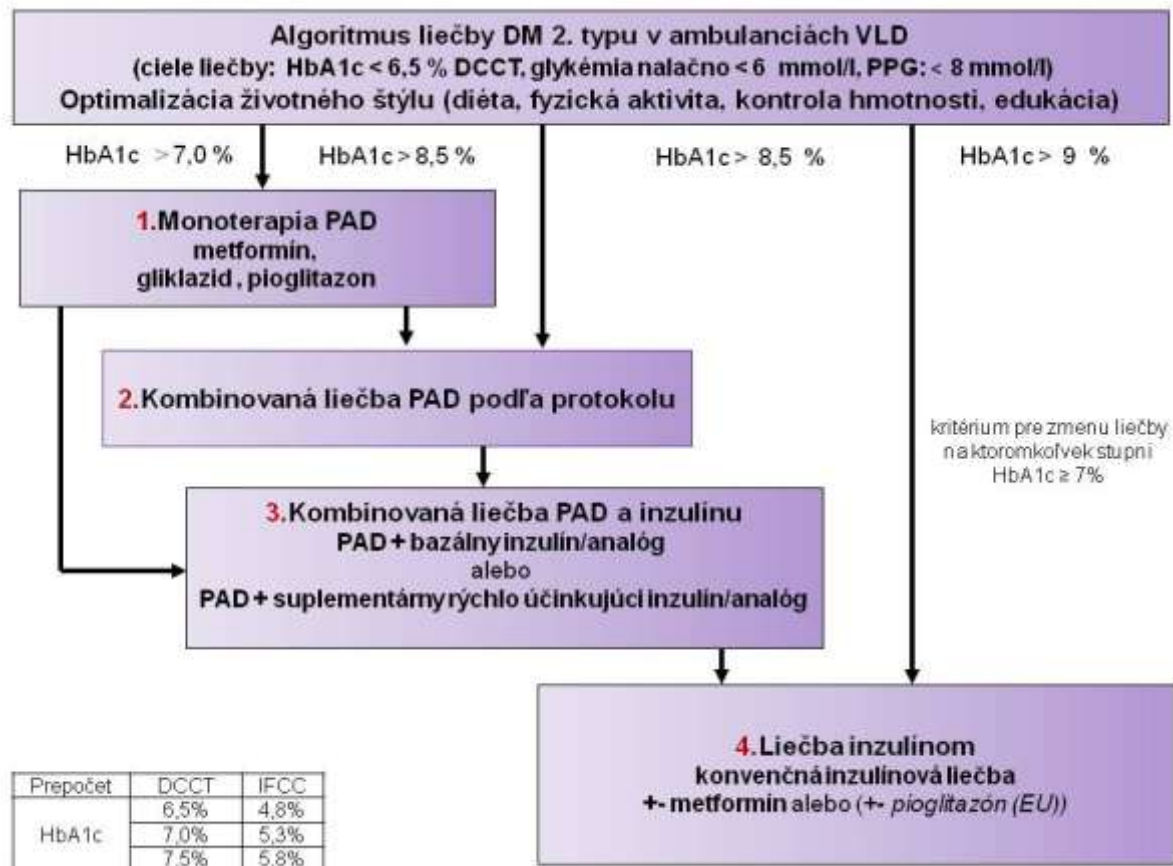 Algoritmus liečby DM 2. typu v ambulanciách VLD
(ciele liečby: HbA1c < 6,5 % DCCT, glykémia nalačno < 6 mmol/l, PPG: < 8 mmol/l)
Optimalizácia životného štýlu (diéta, fyzická aktivita, kontrola hmotnosti, edukácia)
HbA1c > 7,0 %
HbA1c > 8,5 %
HbA1c > 8,5 %
HbA1c > 9 %
1.Monoterapia PAD
metformín,
gliklazid, pioglitazon
2.Kombinovaná liečba PAD podľa protokolu
kritérium pre zmenu liečby
na ktoromkoľvek stupni
HbA1c ≥ 7%
3.Kombinovaná liečba PAD a inzulínu
PAD + bazálny inzulín/analóg
alebo
PAD + suplementárny rýchlo účinkujúci inzulín/analóg
4.Liečba inzulínom
konvenčná inzulínová liečba
+- metformin alebo (+- pioglitazón (EU))
Prepočet DCCT IFCC
6,5% 4,8%
HbA1c 7,0% 5,3%
7,5% 5,8%